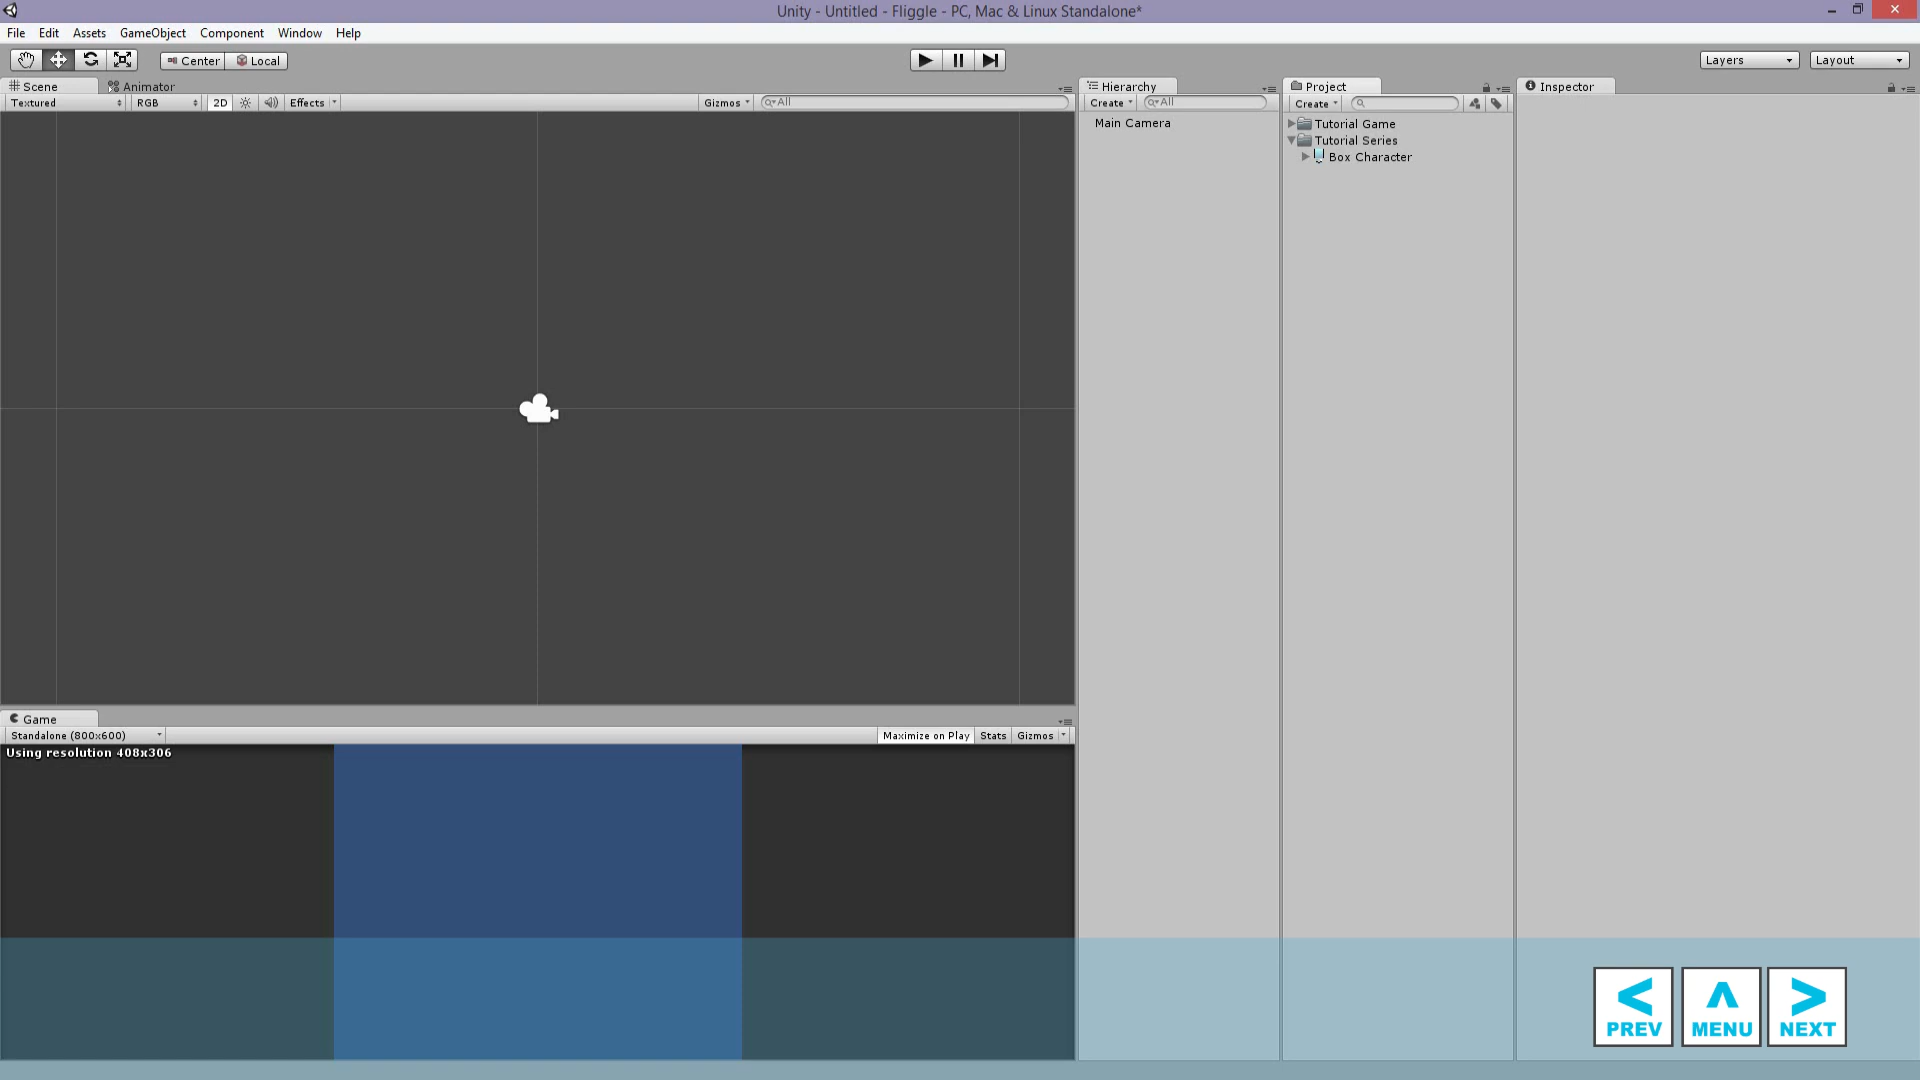 Unity - Untitled - Fliggle - PC, Mac & Linux Standalone*
File Edit Assets GameObject Component Window Help
Center Local Layers Layout
Scene Animator Hierarchy Project Inspector
Textured RGB 2D Effects Gizmos All Create All Create
Main Camera
Tutorial Game
Tutorial Series
Box Character
Game
Standalone (800x600) Maximize on Play Stats Gizmos
Using resolution 408x306
< ^ >
PREV MENU NEXT